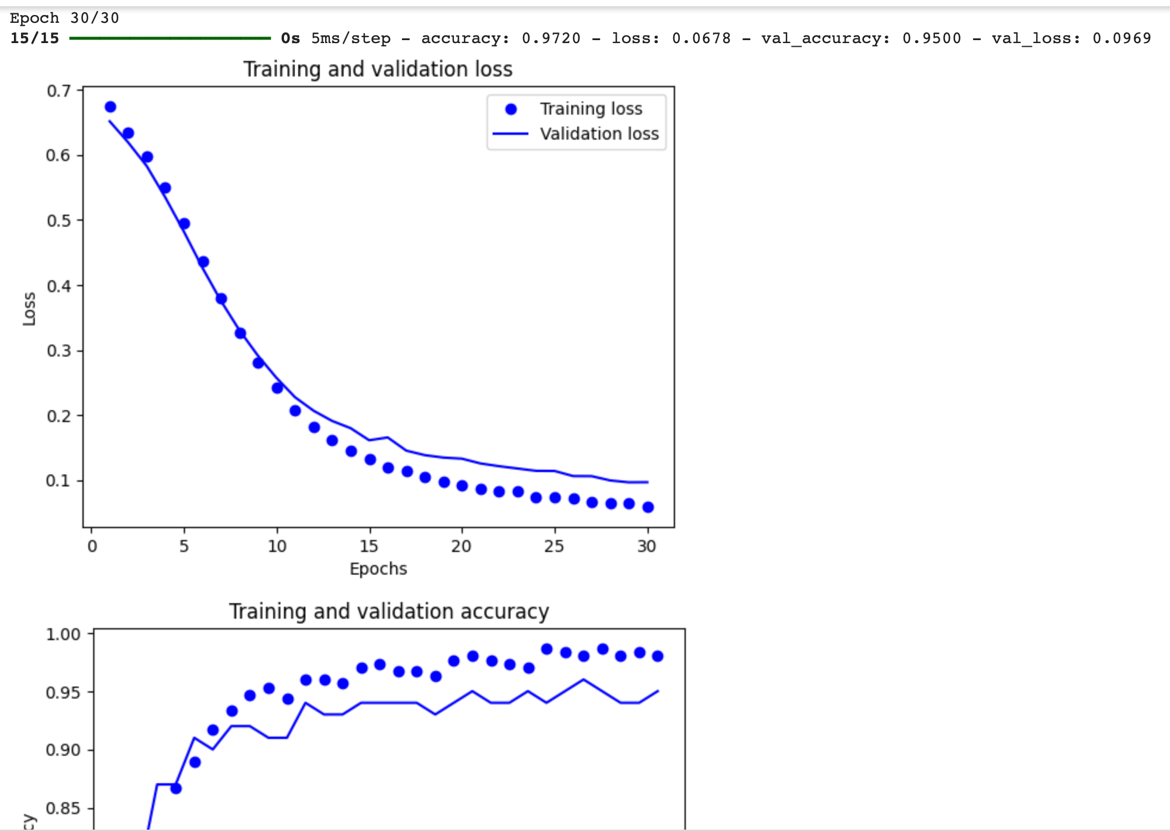 Epoch 30/30
15/15 ━━━━━━━━━━━━━━━━━━━━ 0s 5ms/step - accuracy: 0.9720 - loss: 0.0678 - val_accuracy: 0.9500 - val_loss: 0.0969
Training and validation loss
0.7
Training loss
Validation loss
0.6
0.5
0.4
Loss
0.3
0.2
0.1
0 5 10 15 20 25 30
Epochs
Training and validation accuracy
1.00
0.95
0.90
0.85
cy